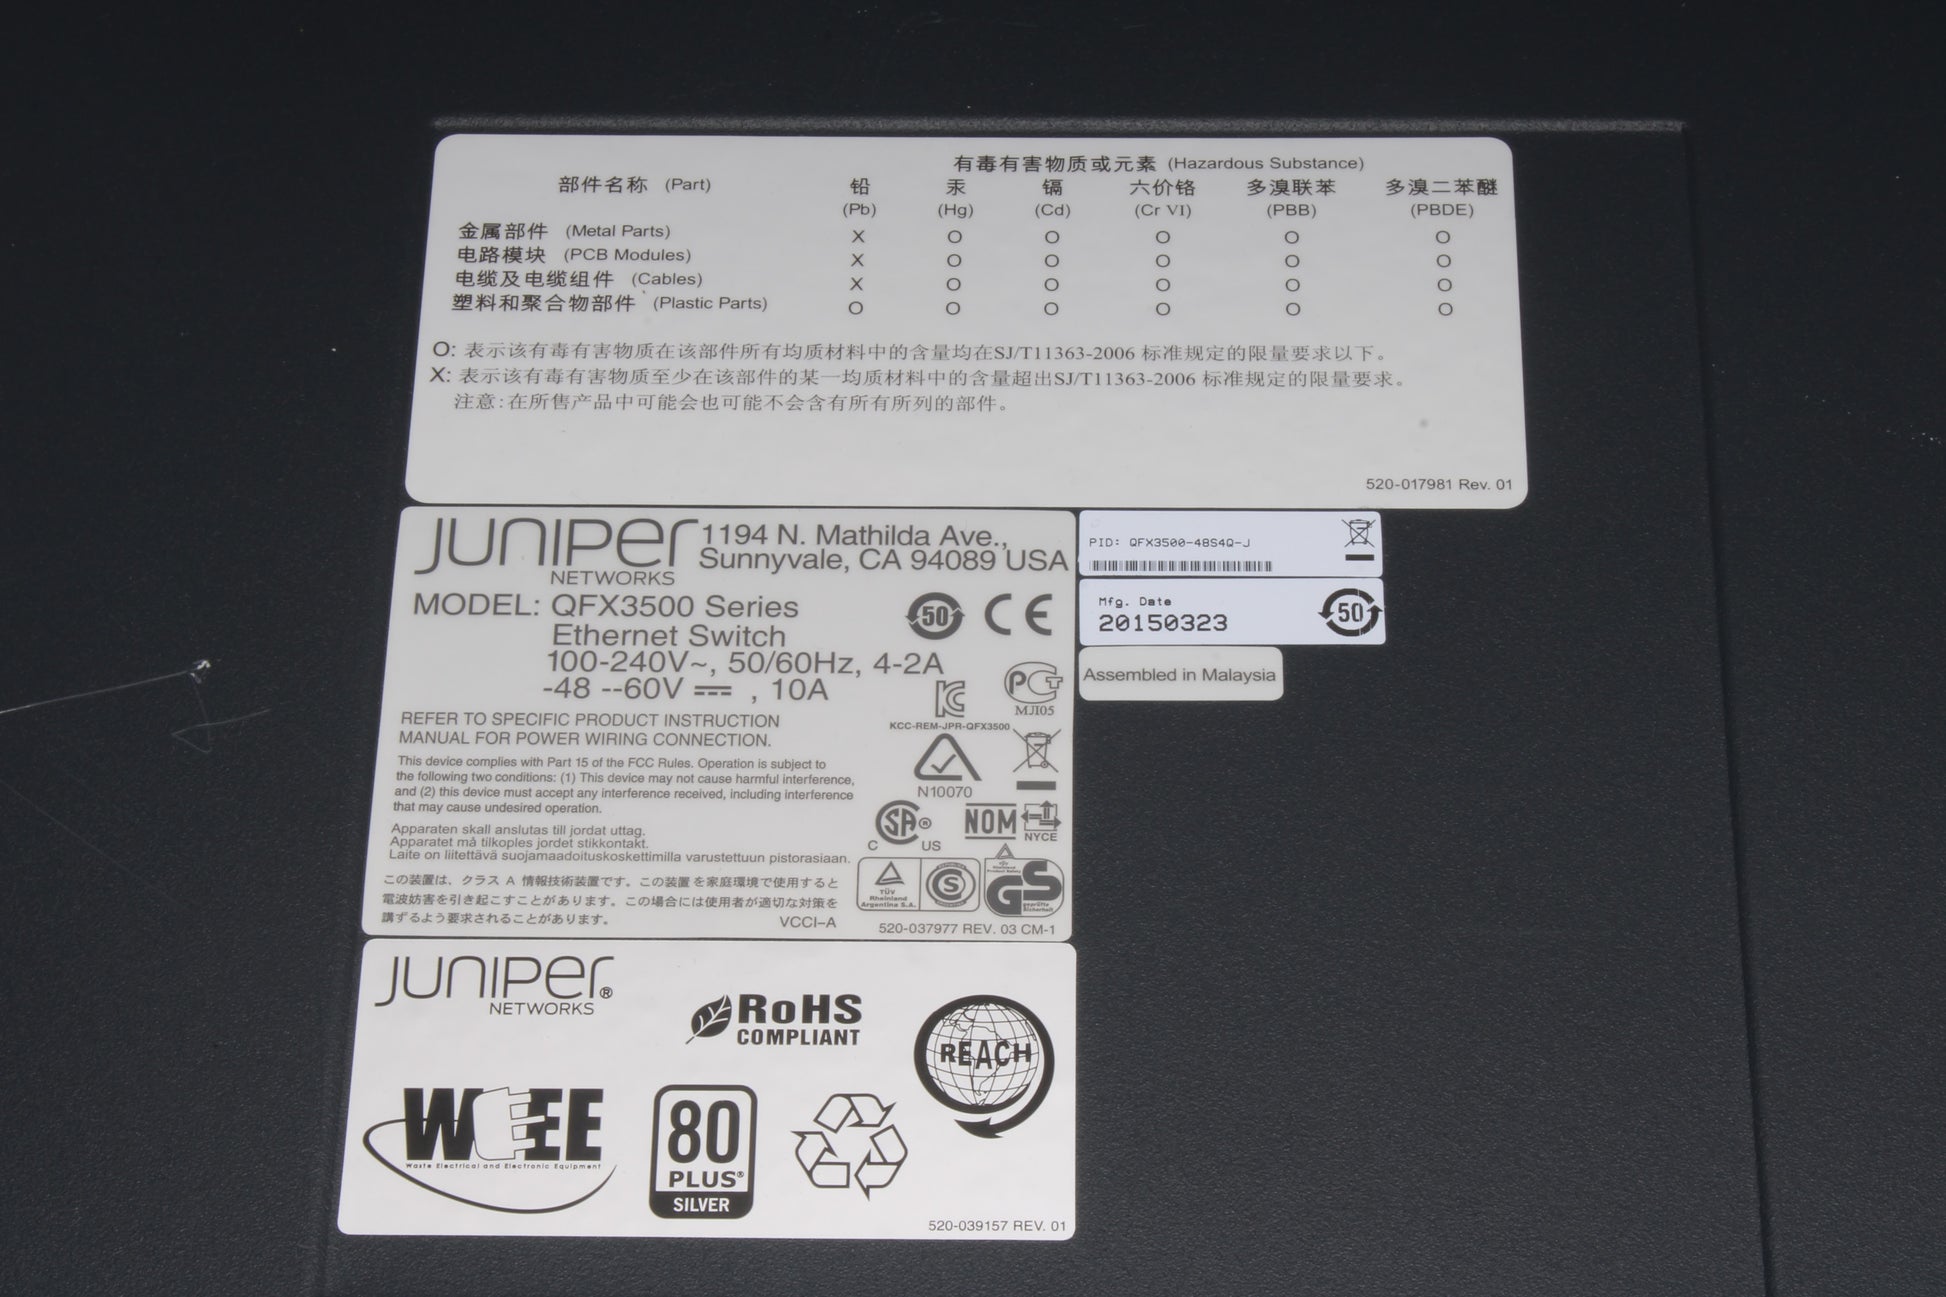 有毒有害物质或元素 (Hazardous Substance)
部件名称 (Part) 铅 汞 镉 六价铬 多溴联苯 多溴二苯醚
(Pb) (Hg) (Cd) (Cr VI) (PBB) (PBDE)
金属部件 (Metal Parts) X O O O O O
电路模块 (PCB Modules) X O O O O O
电缆及电缆组件 (Cables) X O O O O O
塑料和聚合物部件 (Plastic Parts) O O O O O O
O: 表示该有毒有害物质在该部件所有均质材料中的含量均在SJ/T11363-2006 标准规定的限量要求以下。
X: 表示该有毒有害物质至少在该部件的某一均质材料中的含量超出SJ/T11363-2006 标准规定的限量要求。
注意:在所售产品中可能会也可能不会含有所有所列的部件。
520-017981 Rev. 01
JUNIPER NETWORKS
1194 N. Mathilda Ave.,
Sunnyvale, CA 94089 USA
MODEL: QFX3500 Series
Ethernet Switch
100-240V~, 50/60Hz, 4-2A
-48 --60V ⎓ , 10A
50 CE
PCT
MJI05
KCC-REM-JPR-QFX3500
REFER TO SPECIFIC PRODUCT INSTRUCTION
MANUAL FOR POWER WIRING CONNECTION.
This device complies with Part 15 of the FCC Rules. Operation is subject to
the following two conditions: (1) This device may not cause harmful interference,
and (2) this device must accept any interference received, including interference
that may cause undesired operation.
N10070
Apparaten skall anslutas till jordat uttag.
Apparatet må tilkoples jordet stikkontakt.
Laite on liitettävä suojamaadoituskoskettimilla varustettuun pistorasiaan.
C SA ® US
NOM
NYCE
この装置は、クラス A 情報技術装置です。この装置を家庭環境で使用すると
電波妨害を引き起こすことがあります。この場合には使用者が適切な対策を
講ずるよう要求されることがあります。
VCCI-A
TÜV
Rheinland
Argentina S.A.
S
GS
geprüfte
Sicherheit
520-037977 REV. 03 CM-1
PID: QFX3500-48S4Q-J
Mfg. Date
20150323
50
Assembled in Malaysia
JUNIPER®
NETWORKS
RoHS
COMPLIANT
REACH
WEEE
Waste Electrical and Electronic Equipment
80
PLUS®
SILVER
520-039157 REV. 01